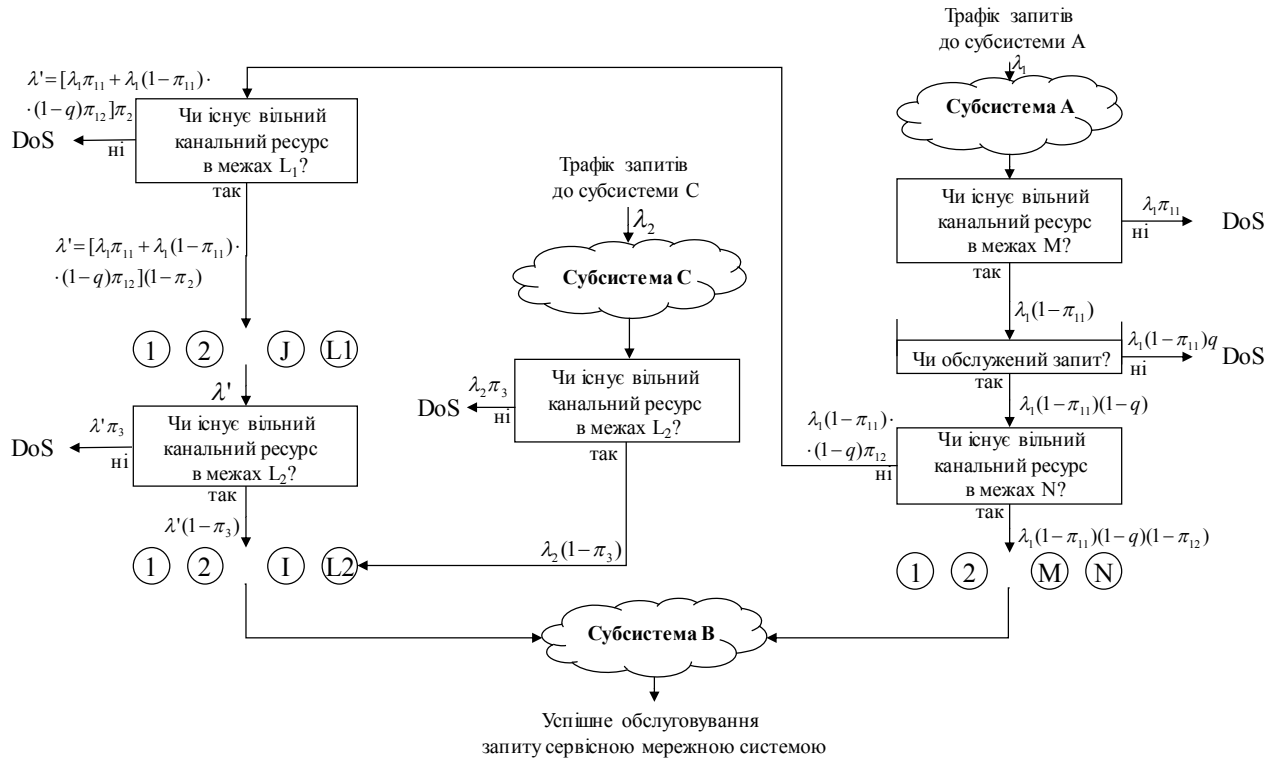 Трафік запитів
до субсистеми А
λ₁
Субсистема А
Чи існує вільний
канальний ресурс
в межах M?
λ₁π₁₁
ні
DoS
так
λ₁(1−π₁₁)
Чи обслужений запит?
λ₁(1−π₁₁)q
ні
DoS
так
λ₁(1−π₁₁)(1−q)
Чи існує вільний
канальний ресурс
в межах N?
λ₁(1−π₁₁)·
·(1−q)π₁₂
ні
так
λ₁(1−π₁₁)(1−q)(1−π₁₂)
1 2 M N
λ'=[λ₁π₁₁+λ₁(1−π₁₁)·
·(1−q)π₁₂]π₂
DoS
ні
Чи існує вільний
канальний ресурс
в межах L₁?
так
λ'=[λ₁π₁₁+λ₁(1−π₁₁)·
·(1−q)π₁₂](1−π₂)
1 2 J L1
λ'
Чи існує вільний
канальний ресурс
в межах L₂?
λ'π₃
DoS
ні
так
λ'(1−π₃)
1 2 I L2
Трафік запитів
до субсистеми С
λ₂
Субсистема С
Чи існує вільний
канальний ресурс
в межах L₂?
λ₂π₃
DoS
ні
так
λ₂(1−π₃)
Субсистема В
Успішне обслуговування
запиту сервісною мережною системою